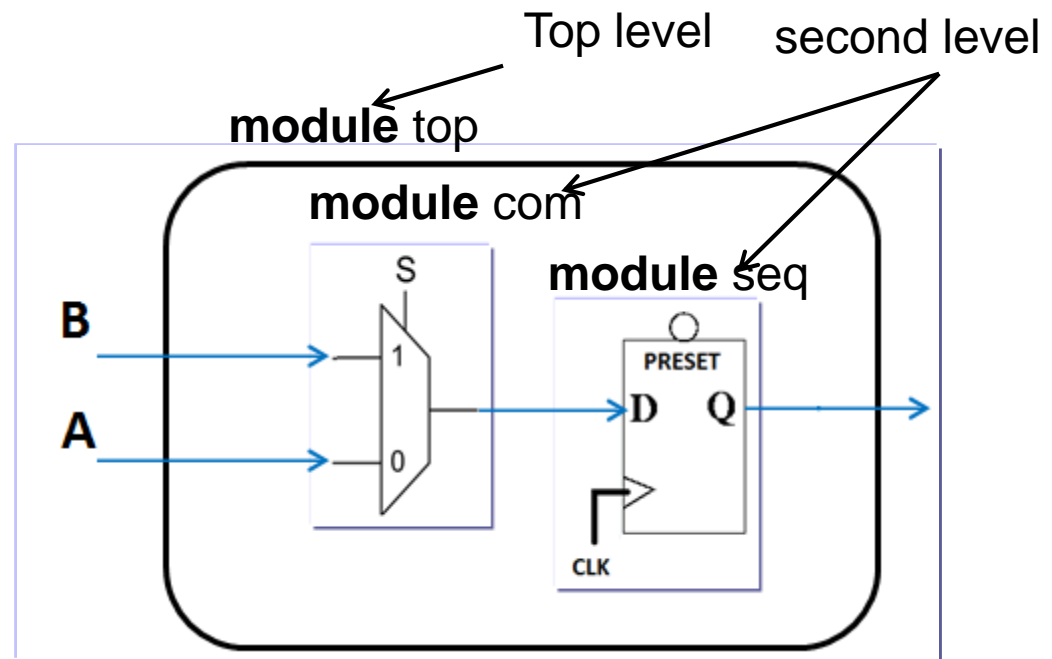 Top level
second level
module top
module com
module seq
S
B
1
PRESET
D Q
A
0
CLK